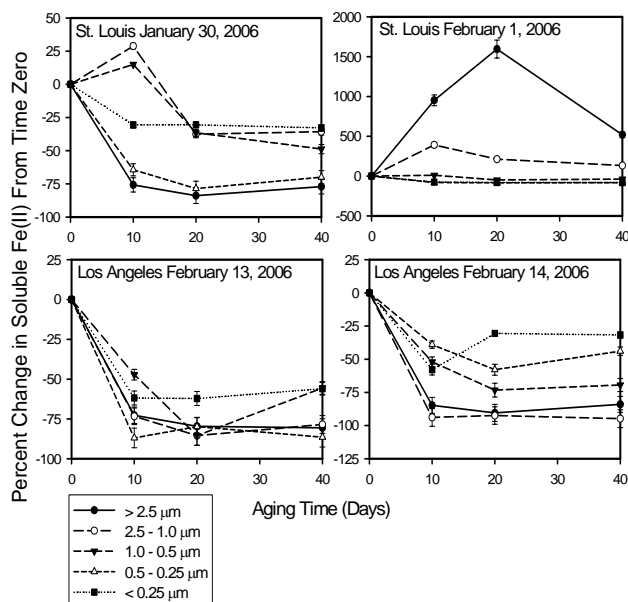 Percent Change in Soluble Fe(II) From Time Zero
St. Louis January 30, 2006
50
25
0
-25
-50
-75
-100
0 10 20 30 40
St. Louis February 1, 2006
2000
1500
1000
500
0
-500
0 10 20 30 40
Los Angeles February 13, 2006
0
-25
-50
-75
-100
0 10 20 30 40
Los Angeles February 14, 2006
0
-25
-50
-75
-100
-125
0 10 20 30 40
Aging Time (Days)
> 2.5 μm
2.5 - 1.0 μm
1.0 - 0.5 μm
0.5 - 0.25μm
< 0.25 μm